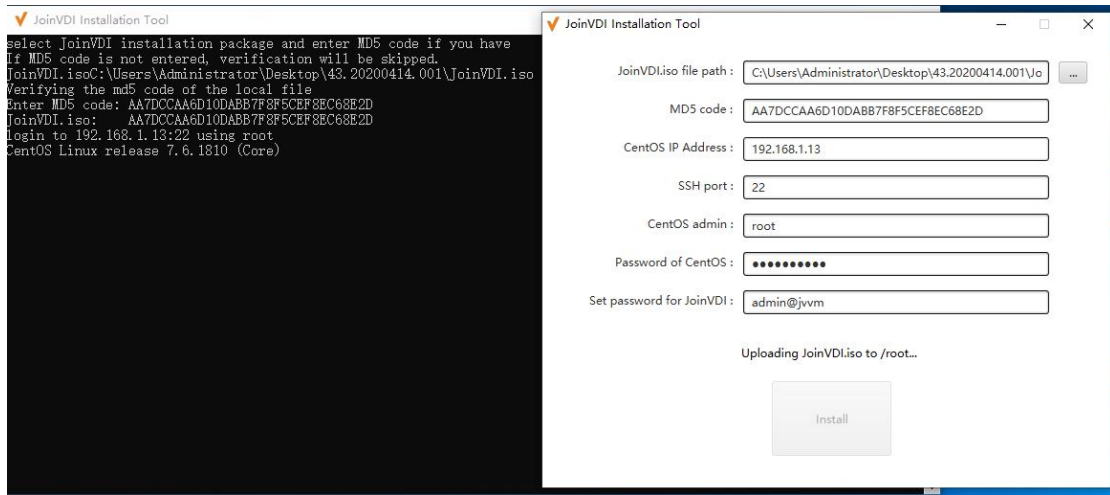 JoinVDI Installation Tool
select JoinVDI installation package and enter MD5 code if you have
If MD5 code is not entered, verification will be skipped.
JoinVDI.isoC:\Users\Administrator\Desktop\43.20200414.001\JoinVDI.iso
Verifying the md5 code of the local file
Enter MD5 code: AA7DCCAA6D10DABB7F8F5CEF8EC68E2D
JoinVDI.iso: AA7DCCAA6D10DABB7F8F5CEF8EC68E2D
login to 192.168.1.13:22 using root
CentOS Linux release 7.6.1810 (Core)
JoinVDI Installation Tool
JoinVDI.iso file path : C:\Users\Administrator\Desktop\43.20200414.001\Jo ...
MD5 code : AA7DCCAA6D10DABB7F8F5CEF8EC68E2D
CentOS IP Address : 192.168.1.13
SSH port : 22
CentOS admin : root
Password of CentOS : ●●●●●●●●●●
Set password for JoinVDI : admin@jvvm
Uploading JoinVDI.iso to /root...
Install